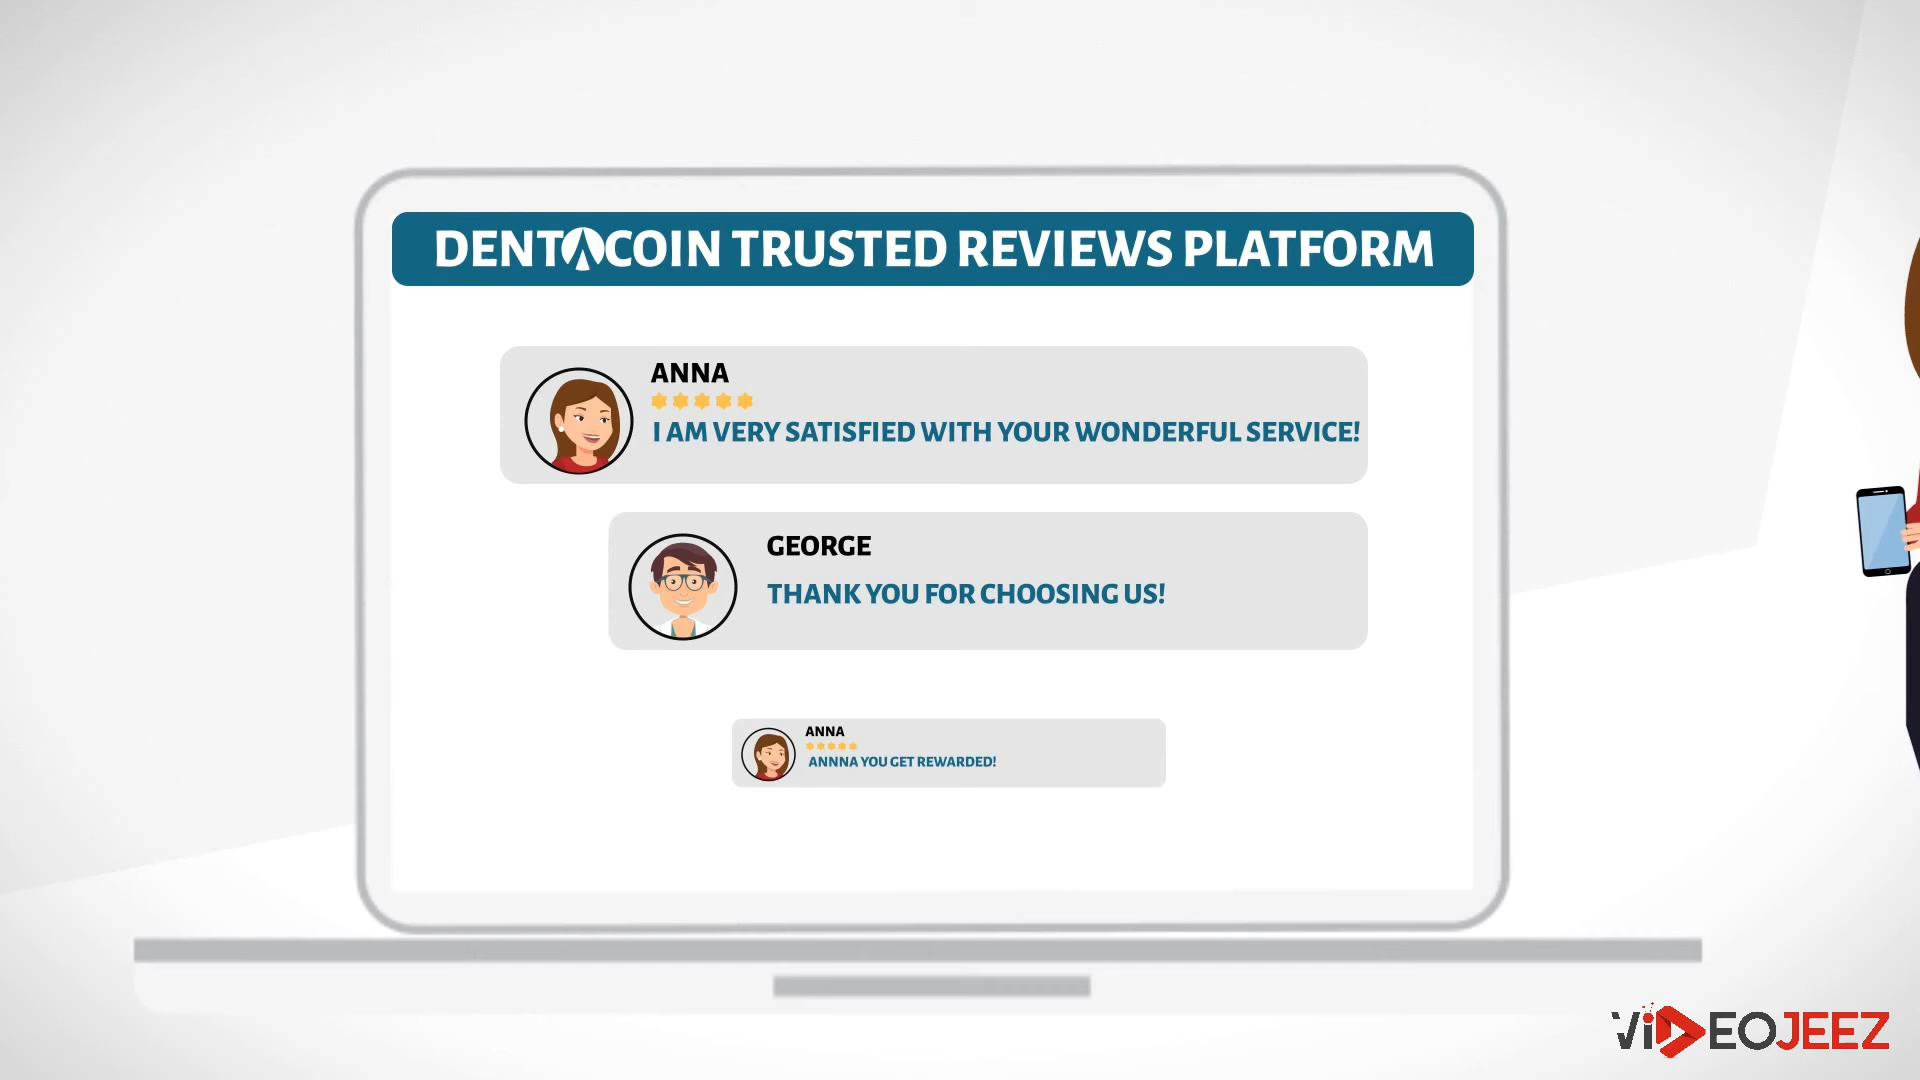 DENTACOIN TRUSTED REVIEWS PLATFORM
ANNA
I AM VERY SATISFIED WITH YOUR WONDERFUL SERVICE!
GEORGE
THANK YOU FOR CHOOSING US!
ANNA
ANNNA YOU GET REWARDED!
VIDEOJEEZ